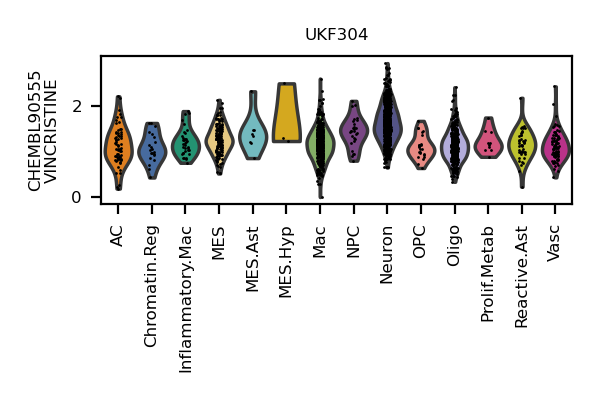 UKF304
CHEMBL90555
VINCRISTINE
2
0
AC
Chromatin.Reg
Inflammatory.Mac
MES
MES.Ast
MES.Hyp
Mac
NPC
Neuron
OPC
Oligo
Prolif.Metab
Reactive.Ast
Vasc